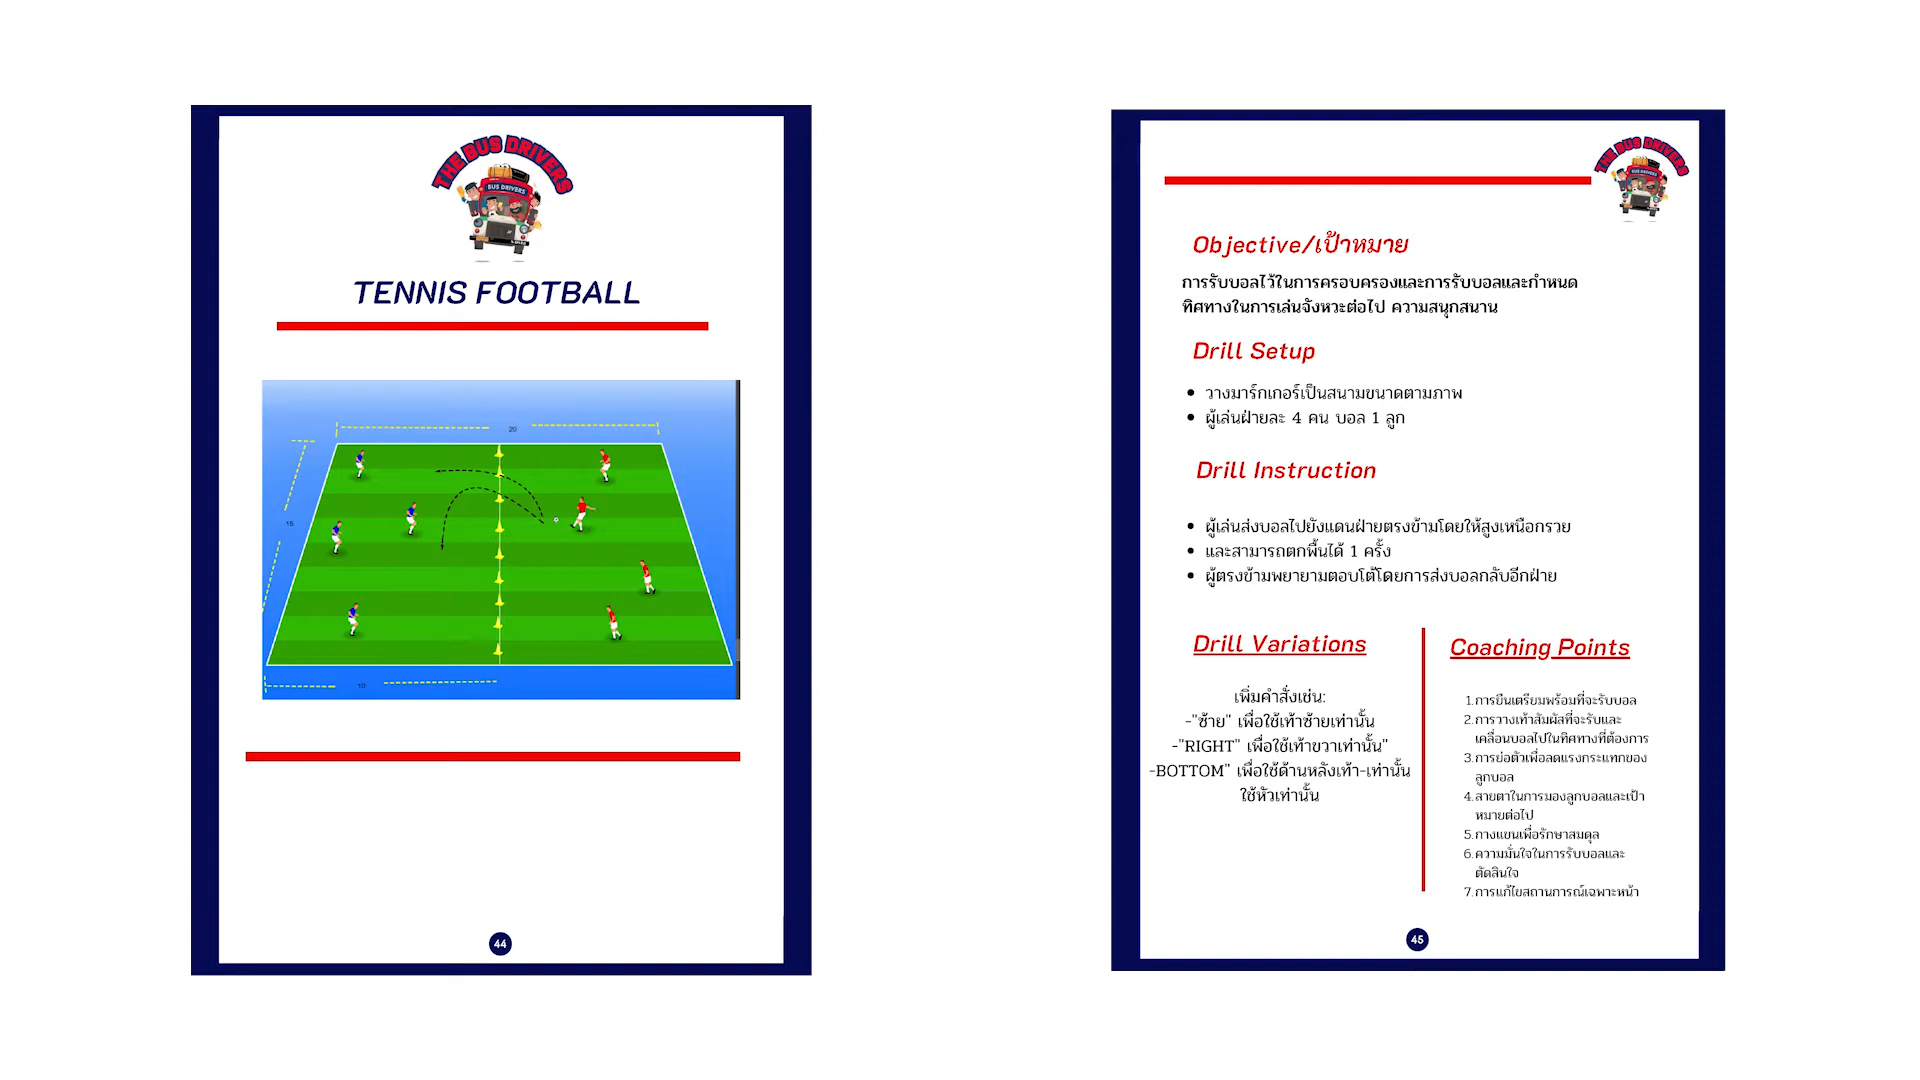 THE BUS DRIVERS
BUS DRIVERS
TENNIS FOOTBALL
20
15
10
44
THE BUS DRIVERS
BUS DRIVERS
Objective/เป้าหมาย
การรับบอลไว้ในการครอบครองและการรับบอลและกำหนด
ทิศทางในการเล่นจังหวะต่อไป ความสนุกสนาน
Drill Setup
• วางมาร์กเกอร์เป็นสนามขนาดตามภาพ
• ผู้เล่นฝ่ายละ 4 คน บอล 1 ลูก
Drill Instruction
• ผู้เล่นส่งบอลไปยังแดนฝ่ายตรงข้ามโดยให้สูงเหนือกรวย
• และสามารถตกพื้นได้ 1 ครั้ง
• ผู้ตรงข้ามพยายามตอบโต้โดยการส่งบอลกลับอีกฝ่าย
Drill Variations
เพิ่มคำสั่งเช่น:
-"ซ้าย" เพื่อใช้เท้าซ้ายเท่านั้น
-"RIGHT" เพื่อใช้เท้าขวาเท่านั้น"
-BOTTOM" เพื่อใช้ด้านหลังเท้า-เท่านั้น
ใช้หัวเท่านั้น
Coaching Points
1. การยืนเตรียมพร้อมที่จะรับบอล
2. การวางเท้าสัมผัสที่จะรับและ
เคลื่อนบอลไปในทิศทางที่ต้องการ
3. การย่อตัวเพื่อลดแรงกระแทกของ
ลูกบอล
4. สายตาในการมองลูกบอลและเป้า
หมายต่อไป
5. กางแขนเพื่อรักษาสมดุล
6. ความมั่นใจในการรับบอลและ
ตัดสินใจ
7. การแก้ไขสถานการณ์เฉพาะหน้า
45